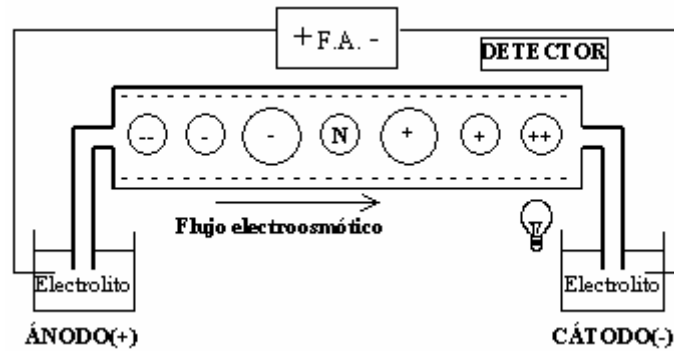 + F.A. -
DETECTOR
-- - - N + + ++
Flujo electroosmótico
Electrolito Electrolito
ÁNODO(+) CÁTODO(-)